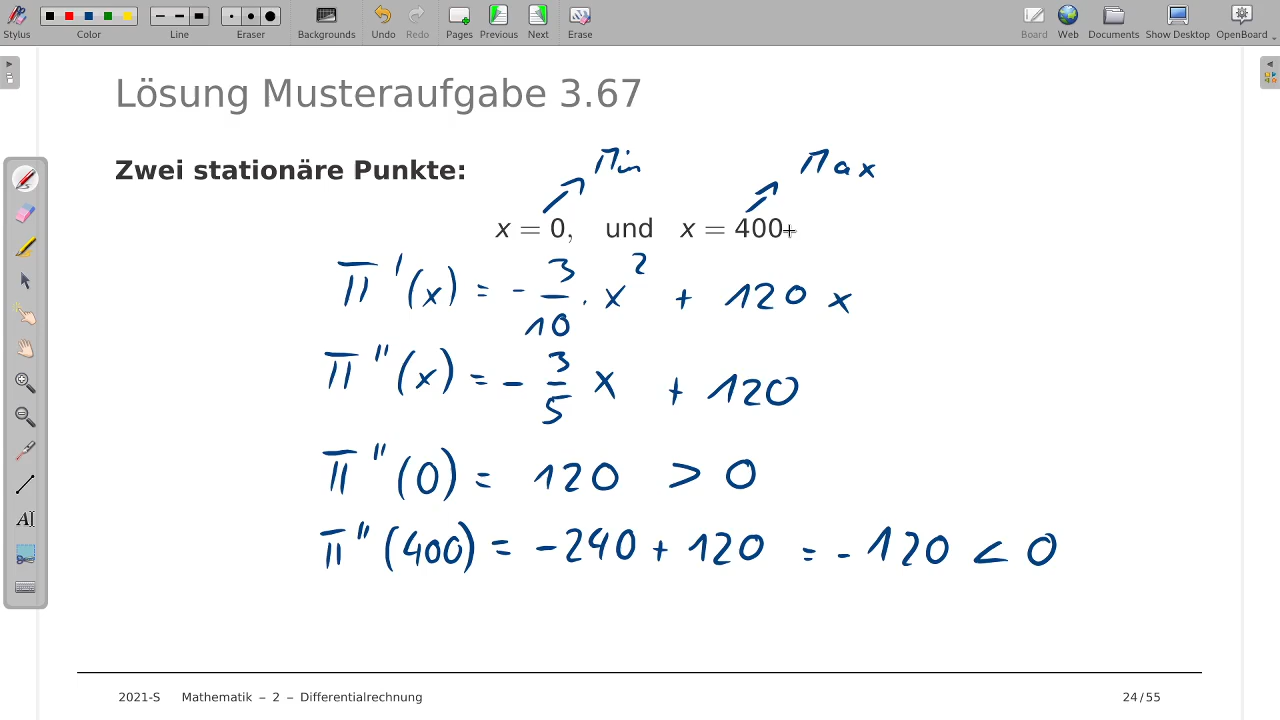 Stylus Color Line Eraser Backgrounds Undo Redo Pages Previous Next Erase Board Web Documents Show Desktop OpenBoard
Lösung Musteraufgabe 3.67
Zwei stationäre Punkte:
Min Max
x = 0, und x = 400
Π'(x) = - 3/10 · x² + 120 x
Π''(x) = - 3/5 x + 120
Π''(0) = 120 > 0
Π''(400) = -240 + 120 = -120 < 0
2021-S Mathematik – 2 – Differentialrechnung 24/55